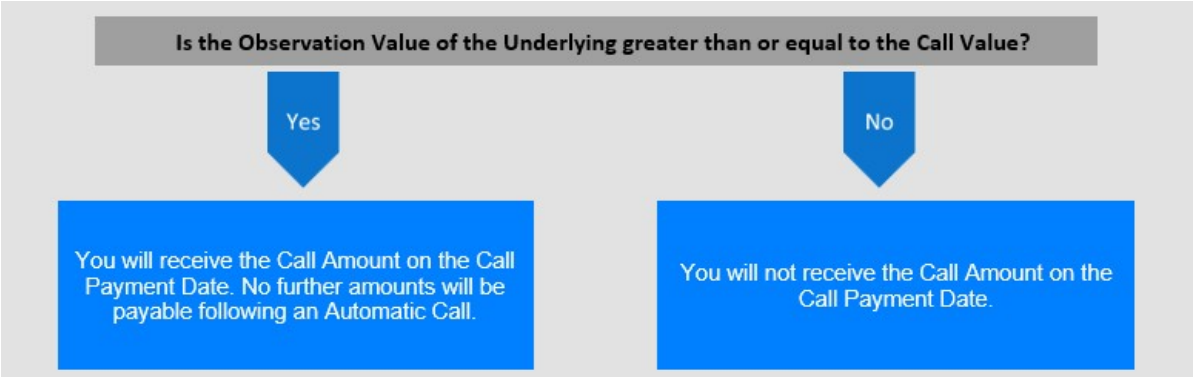 Is the Observation Value of the Underlying greater than or equal to the Call Value?
Yes
No
You will receive the Call Amount on the Call
Payment Date. No further amounts will be
payable following an Automatic Call.
You will not receive the Call Amount on the
Call Payment Date.